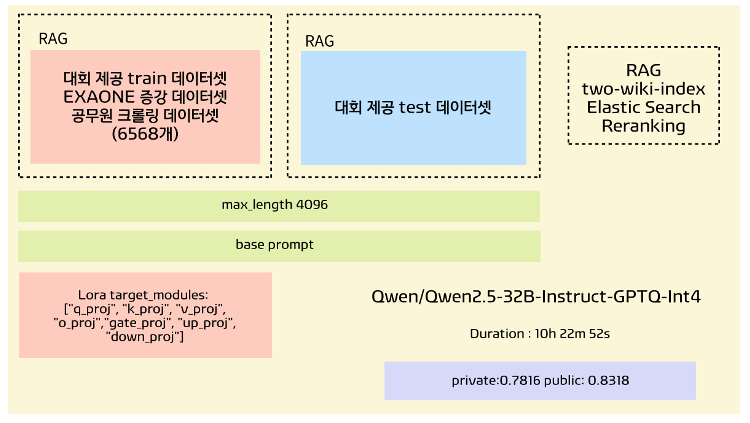 RAG
대회 제공 train 데이터셋
EXAONE 증강 데이터셋
공무원 크롤링 데이터셋
(6568개)
RAG
대회 제공 test 데이터셋
RAG
two-wiki-index
Elastic Search
Reranking
max_length 4096
base prompt
Lora target_modules:
["q_proj", "k_proj", "v_proj",
"o_proj","gate_proj", "up_proj",
"down_proj"]
Qwen/Qwen2.5-32B-Instruct-GPTQ-Int4
Duration : 10h 22m 52s
private:0.7816 public: 0.8318